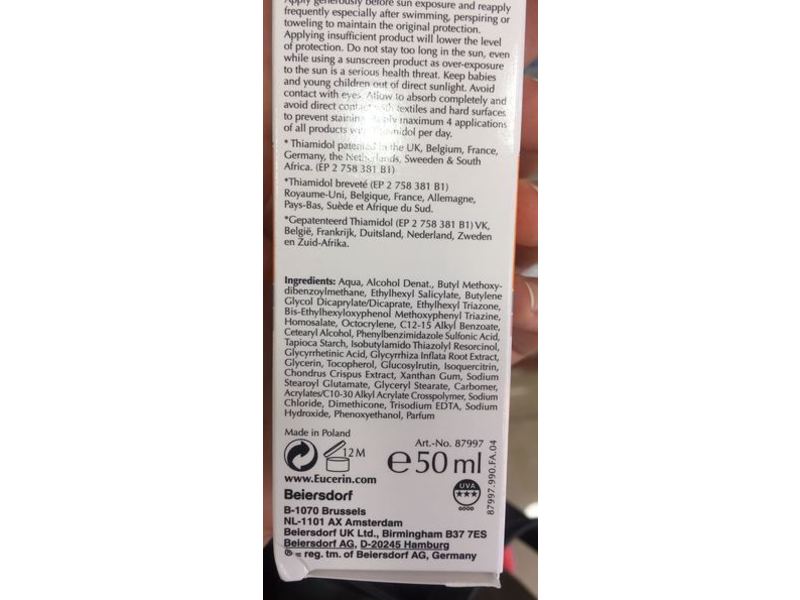 Apply generously before sun exposure and reapply
frequently especially after swimming, perspiring or
toweling to maintain the original protection.
Applying insufficient product will lower the level
of protection. Do not stay too long in the sun, even
while using a sunscreen product as over-exposure
to the sun is a serious health threat. Keep babies
and young children out of direct sunlight. Avoid
contact with eyes. Allow to absorb completely and
avoid direct contact with textiles and hard surfaces
to prevent staining. Apply maximum 4 applications
of all products with Thiamidol per day.
* Thiamidol patented in the UK, Belgium, France,
Germany, the Netherlands, Sweeden & South
Africa. (EP 2 758 381 B1)
*Thiamidol breveté (EP 2 758 381 B1)
Royaume-Uni, Belgique, France, Allemagne,
Pays-Bas, Suède et Afrique du Sud.
*Gepatenteerd Thiamidol (EP 2 758 381 B1) VK,
België, Frankrijk, Duitsland, Nederland, Zweden
en Zuid-Afrika.
Ingredients: Aqua, Alcohol Denat., Butyl Methoxy-
dibenzoylmethane, Ethylhexyl Salicylate, Butylene
Glycol Dicaprylate/Dicaprate, Ethylhexyl Triazone,
Bis-Ethylhexyloxyphenol Methoxyphenyl Triazine,
Homosalate, Octocrylene, C12-15 Alkyl Benzoate,
Cetearyl Alcohol, Phenylbenzimidazole Sulfonic Acid,
Tapioca Starch, Isobutylamido Thiazolyl Resorcinol,
Glycyrrhetinic Acid, Glycyrrhiza Inflata Root Extract,
Glycerin, Tocopherol, Glucosylrutin, Isoquercitrin,
Chondrus Crispus Extract, Xanthan Gum, Sodium
Stearoyl Glutamate, Glyceryl Stearate, Carbomer,
Acrylates/C10-30 Alkyl Acrylate Crosspolymer, Sodium
Chloride, Dimethicone, Trisodium EDTA, Sodium
Hydroxide, Phenoxyethanol, Parfum
Made in Poland
Art.-No. 87997
12 M
e 50 ml
www.Eucerin.com
UVA
87997.990.FA.04
Beiersdorf
B-1070 Brussels
NL-1101 AX Amsterdam
Beiersdorf UK Ltd., Birmingham B37 7ES
Beiersdorf AG, D-20245 Hamburg
® = reg. tm. of Beiersdorf AG, Germany